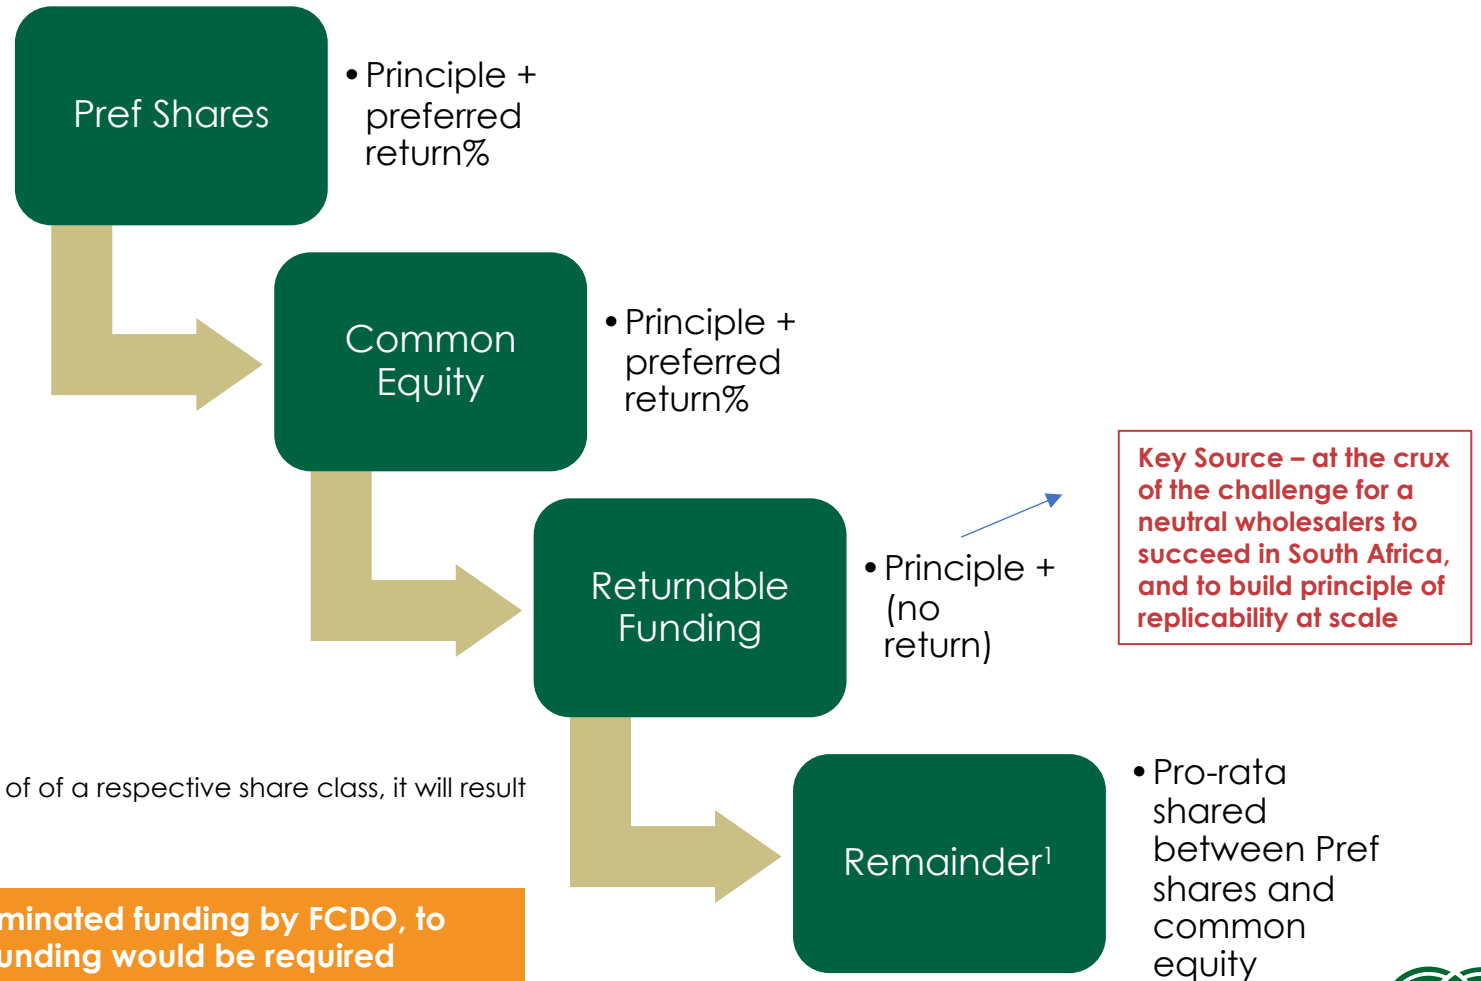 Pref Shares
• Principle +
preferred
return%
Common
Equity
• Principle +
preferred
return%
Key Source – at the crux
of the challenge for a
neutral wholesalers to
succeed in South Africa,
and to build principle of
replicability at scale
Returnable
Funding
• Principle +
(no
return)
of of a respective share class, it will result
Remainder¹
• Pro-rata
shared
between Pref
shares and
common
equity
minated funding by FCDO, to
unding would be required